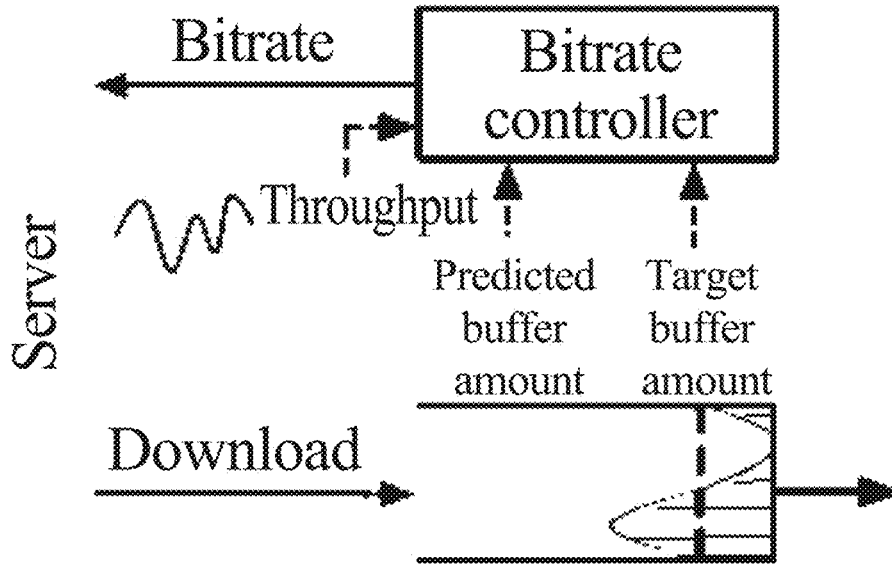 Bitrate
Bitrate
controller
Throughput
Server
Predicted
buffer
amount
Target
buffer
amount
Download